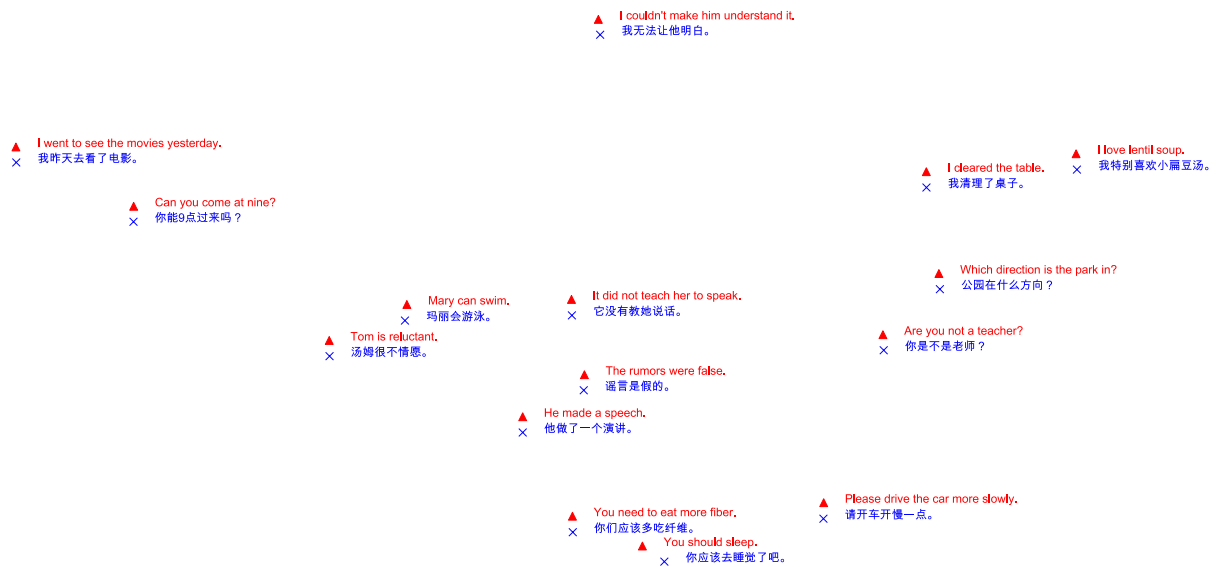 I couldn't make him understand it.
我无法让他明白。
I went to see the movies yesterday.
我昨天去看了电影。
I love lentil soup.
我特别喜欢小扁豆汤。
I cleared the table.
我清理了桌子。
Can you come at nine?
你能9点过来吗？
Which direction is the park in?
公园在什么方向？
Mary can swim.
玛丽会游泳。
It did not teach her to speak.
它没有教她说话。
Tom is reluctant.
汤姆很不情愿。
Are you not a teacher?
你是不是老师？
The rumors were false.
谣言是假的。
He made a speech.
他做了一个演讲。
Please drive the car more slowly.
请开车开慢一点。
You need to eat more fiber.
你们应该多吃纤维。
You should sleep.
你应该去睡觉了吧。